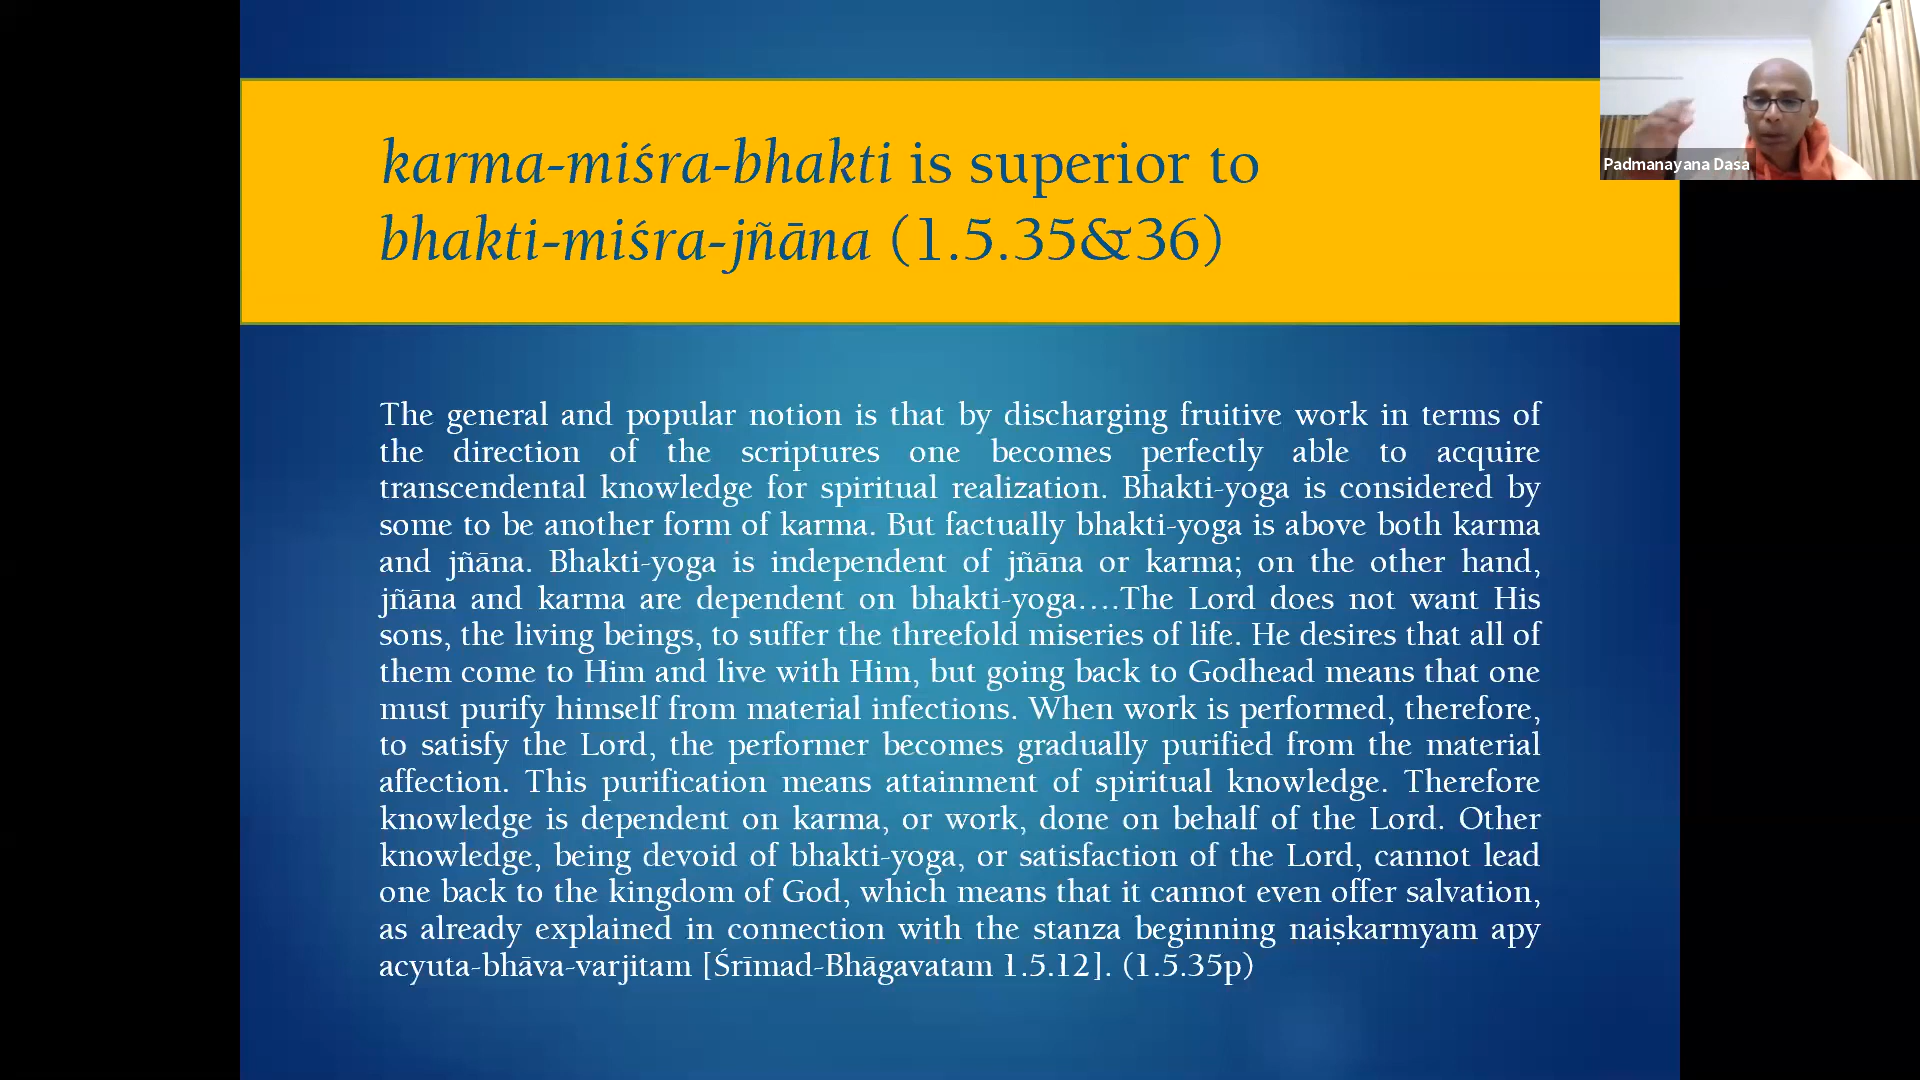 karma-miśra-bhakti is superior to
bhakti-miśra-jñāna (1.5.35&36)
Padmanayana Dasa
The general and popular notion is that by discharging fruitive work in terms of
the direction of the scriptures one becomes perfectly able to acquire
transcendental knowledge for spiritual realization. Bhakti-yoga is considered by
some to be another form of karma. But factually bhakti-yoga is above both karma
and jñāna. Bhakti-yoga is independent of jñāna or karma; on the other hand,
jñāna and karma are dependent on bhakti-yoga….The Lord does not want His
sons, the living beings, to suffer the threefold miseries of life. He desires that all of
them come to Him and live with Him, but going back to Godhead means that one
must purify himself from material infections. When work is performed, therefore,
to satisfy the Lord, the performer becomes gradually purified from the material
affection. This purification means attainment of spiritual knowledge. Therefore
knowledge is dependent on karma, or work, done on behalf of the Lord. Other
knowledge, being devoid of bhakti-yoga, or satisfaction of the Lord, cannot lead
one back to the kingdom of God, which means that it cannot even offer salvation,
as already explained in connection with the stanza beginning naiṣkarmyam apy
acyuta-bhāva-varjitam [Śrīmad-Bhāgavatam 1.5.12]. (1.5.35p)